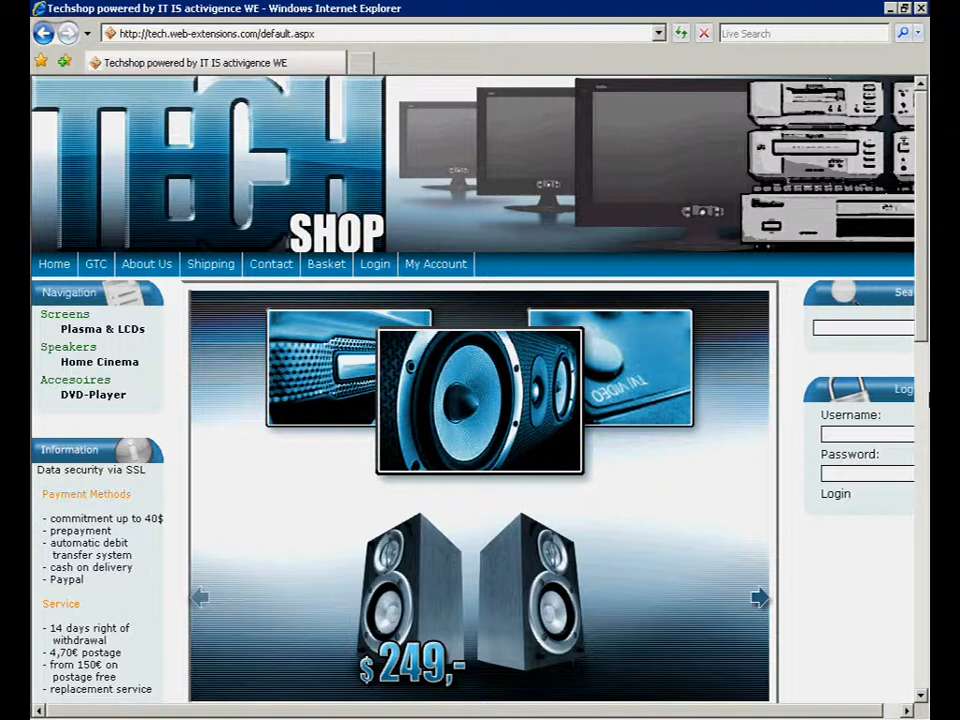 Techshop powered by IT IS activigence WE - Windows Internet Explorer
http://tech.web-extensions.com/default.aspx
Live Search
Techshop powered by IT IS activigence WE
TECH
SHOP
Home GTC About Us Shipping Contact Basket Login My Account
Navigation
Screens
Plasma & LCDs
Speakers
Home Cinema
Accesoires
DVD-Player
Information
Data security via SSL
Payment Methods
- commitment up to 40$
- prepayment
- automatic debit
transfer system
- cash on delivery
- Paypal
Service
- 14 days right of
withdrawal
- 4,70€ postage
- from 150€ on
postage free
- replacement service
TV/VIDEO
$ 249,-
Sea
Log
Username:
Password:
Login